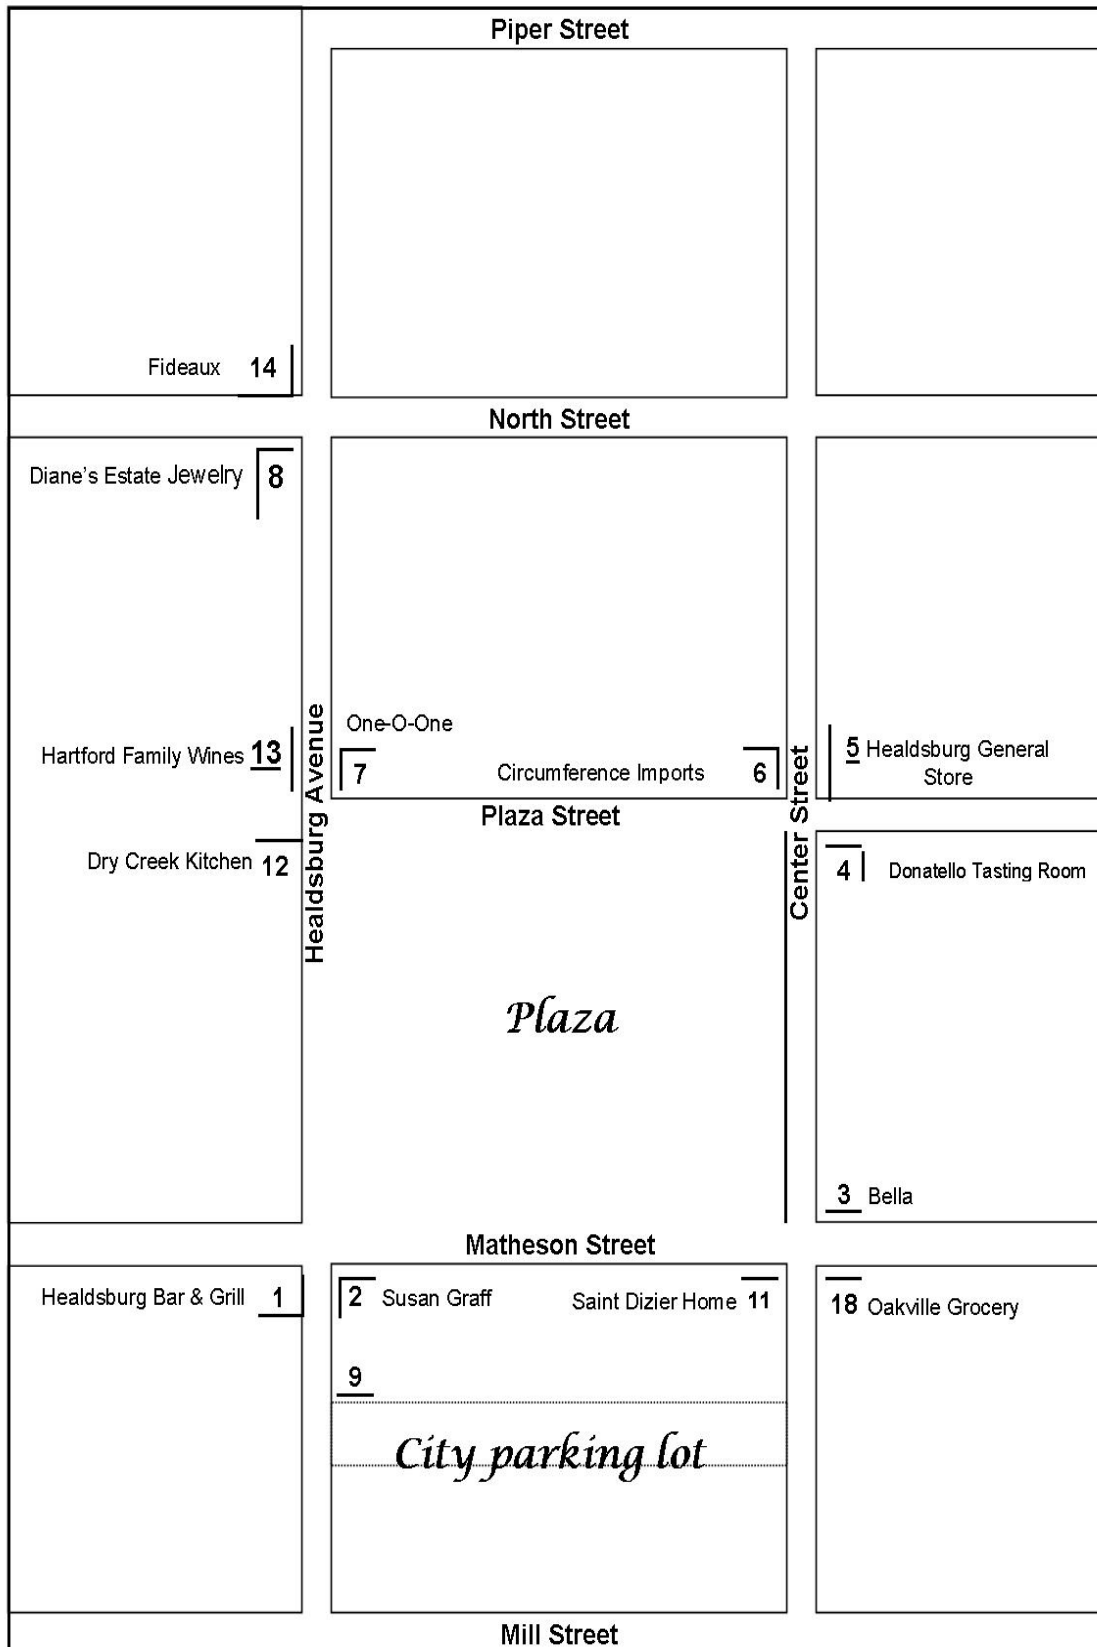 Piper Street
Fideaux 14
North Street
Diane's Estate Jewelry 8
Healdsburg Avenue
One-O-One
Hartford Family Wines 13
7 Circumference Imports 6
Center Street
5 Healdsburg General
Store
Plaza Street
Dry Creek Kitchen 12
4 Donatello Tasting Room
Plaza
3 Bella
Matheson Street
Healdsburg Bar & Grill 1
2 Susan Graff
Saint Dizier Home 11
18 Oakville Grocery
9
City parking lot
Mill Street